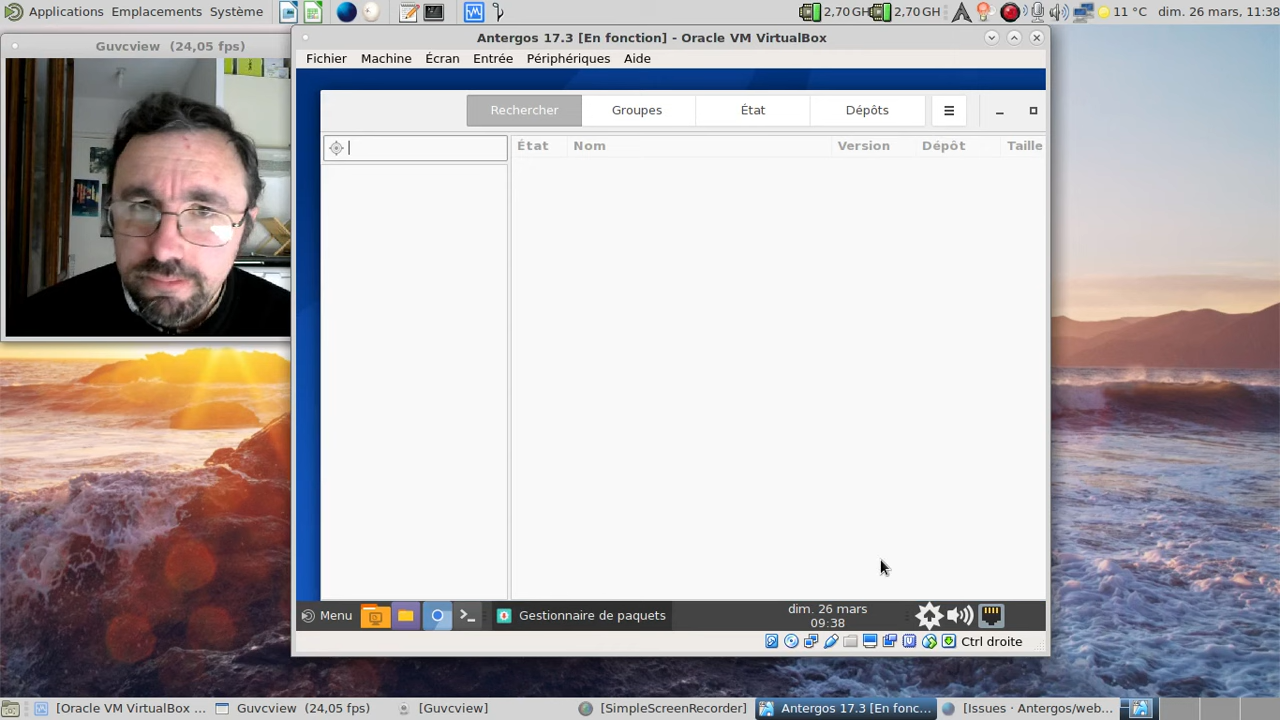 Applications Emplacements Système 2,70 GH 2,70 GH 11 °C dim. 26 mars, 11:38
Guvcview (24,05 fps)
Antergos 17.3 [En fonction] - Oracle VM VirtualBox
Fichier Machine Écran Entrée Périphériques Aide
Rechercher Groupes État Dépôts
État Nom Version Dépôt Taille
Menu Gestionnaire de paquets dim. 26 mars
09:38
Ctrl droite
[Oracle VM VirtualBox ... Guvcview (24,05 fps) [Guvcview] [SimpleScreenRecorder] Antergos 17.3 [En fonc... [Issues · Antergos/web...